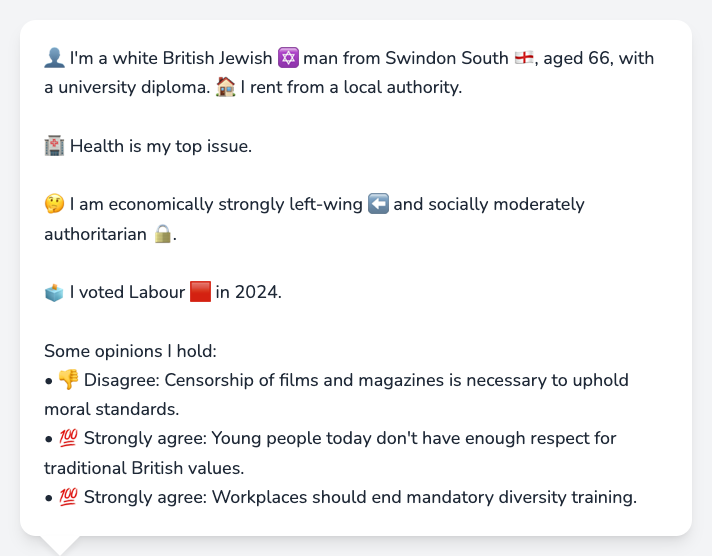 👤 I'm a white British Jewish ✡️ man from Swindon South 🏴󠁧󠁢󠁥󠁮󠁧󠁿, aged 66, with
a university diploma. 🏠 I rent from a local authority.
🏥 Health is my top issue.
🤔 I am economically strongly left-wing ⬅️ and socially moderately
authoritarian 🔒.
🗳️ I voted Labour 🟥 in 2024.
Some opinions I hold:
• 👎 Disagree: Censorship of films and magazines is necessary to uphold
moral standards.
• 💯 Strongly agree: Young people today don't have enough respect for
traditional British values.
• 💯 Strongly agree: Workplaces should end mandatory diversity training.